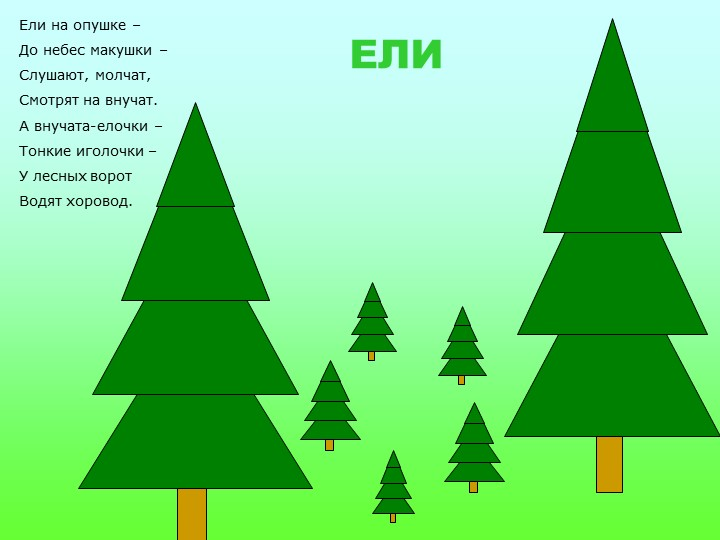 ЕЛИ
Ели на опушке –
До небес макушки –
Слушают, молчат,
Смотрят на внучат.
А внучата-елочки –
Тонкие иголочки –
У лесных ворот
Водят хоровод.